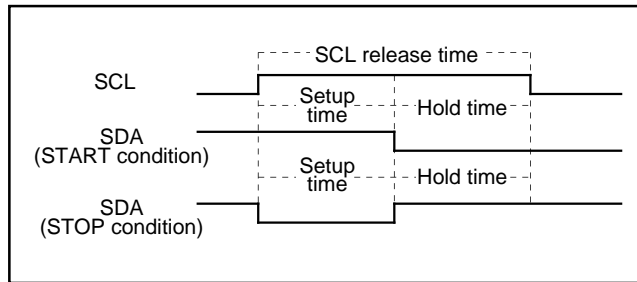 SCL release time
SCL
Setup
time
Hold time
SDA
(START condition)
Setup
time
Hold time
SDA
(STOP condition)